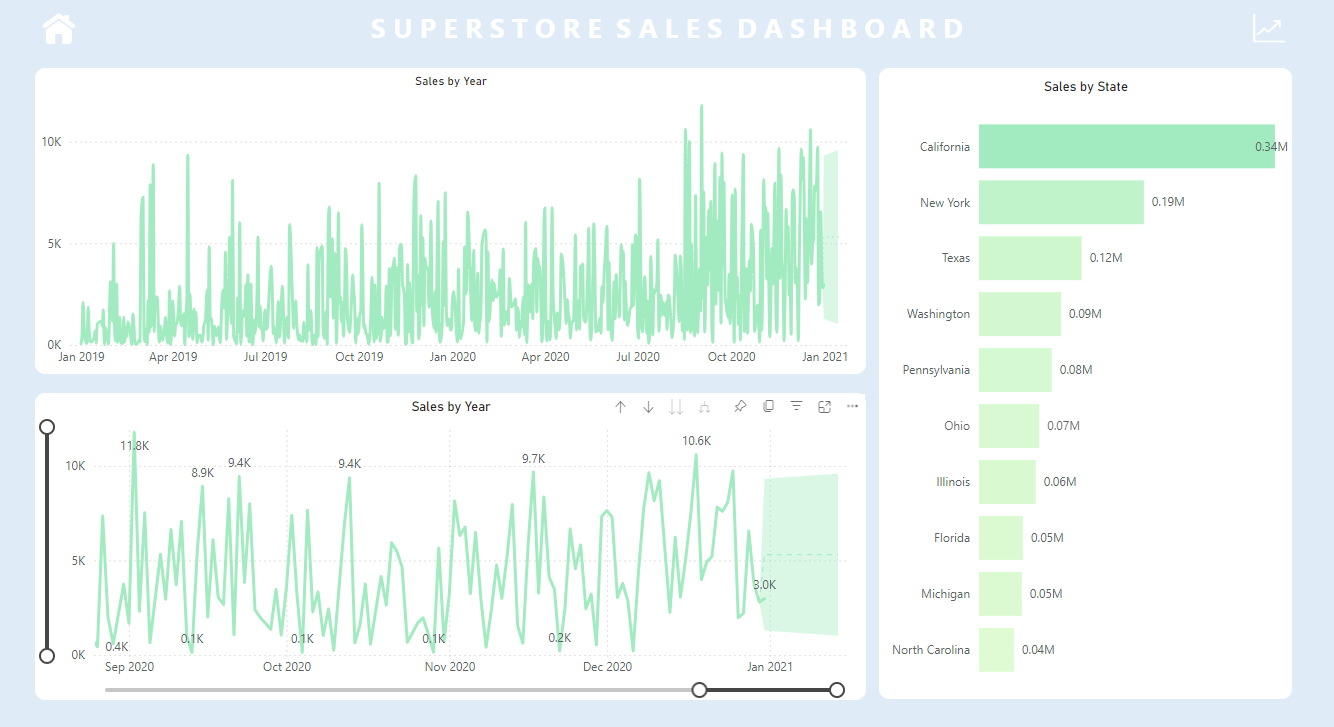 SUPERSTORE SALES DASHBOARD
Sales by Year
10K
5K
0K
Jan 2019 Apr 2019 Jul 2019 Oct 2019 Jan 2020 Apr 2020 Jul 2020 Oct 2020 Jan 2021
Sales by Year
11.8K 8.9K 9.4K 9.4K 9.7K 10.6K
10K
5K
3.0K
0.4K 0.1K 0.1K 0.1K 0.2K
0K
Sep 2020 Oct 2020 Nov 2020 Dec 2020 Jan 2021
Sales by State
California 0.34M
New York 0.19M
Texas 0.12M
Washington 0.09M
Pennsylvania 0.08M
Ohio 0.07M
Illinois 0.06M
Florida 0.05M
Michigan 0.05M
North Carolina 0.04M